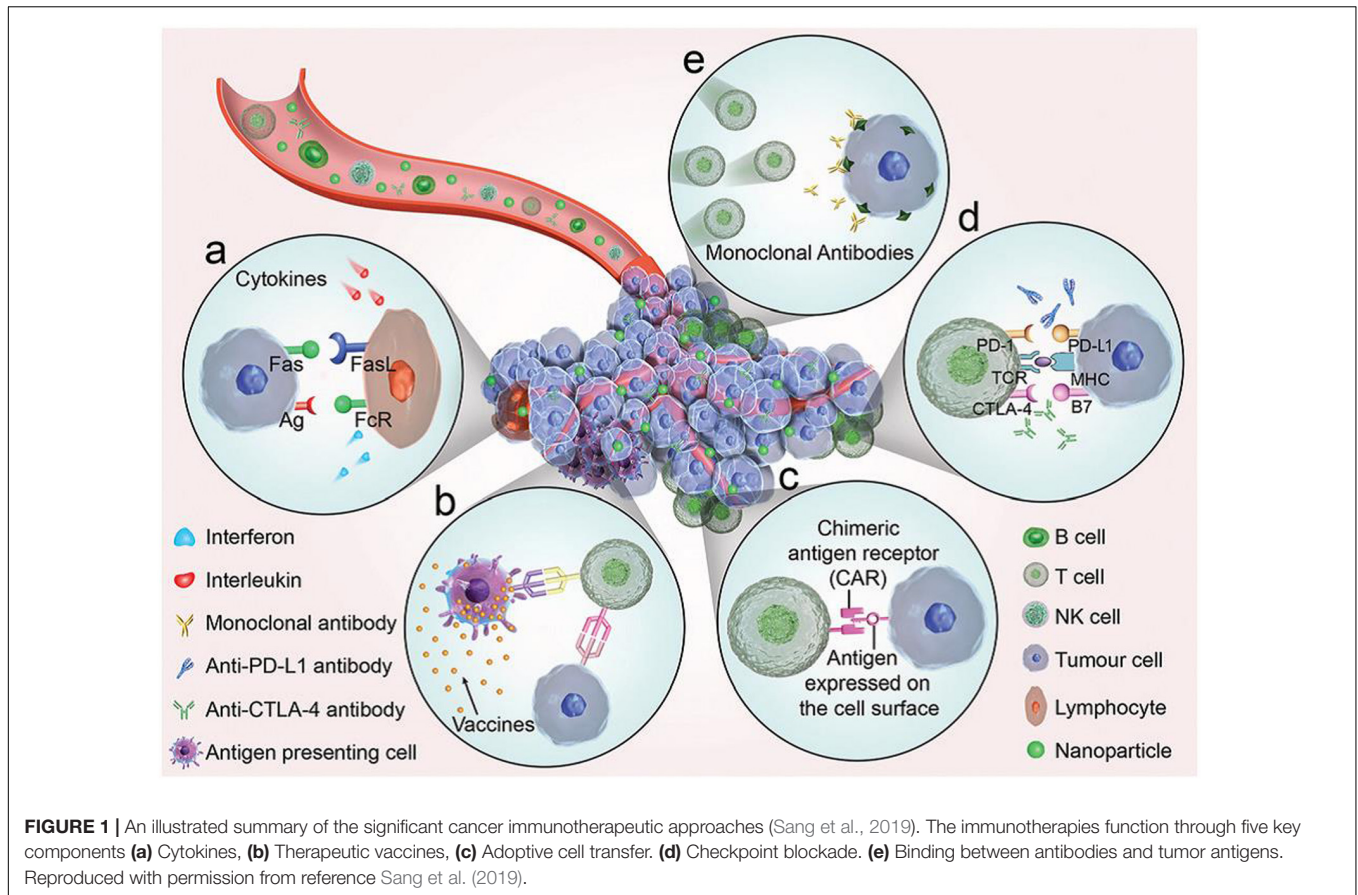 e
Monoclonal Antibodies
a
Cytokines
Fas
FasL
Ag
FcR
d
PD-1
PD-L1
TCR
MHC
CTLA-4
B7
b
Vaccines
c
Chimeric
antigen receptor
(CAR)
Antigen
expressed on
the cell surface
Interferon
Interleukin
Monoclonal antibody
Anti-PD-L1 antibody
Anti-CTLA-4 antibody
Antigen presenting cell
B cell
T cell
NK cell
Tumour cell
Lymphocyte
Nanoparticle
FIGURE 1 | An illustrated summary of the significant cancer immunotherapeutic approaches (Sang et al., 2019). The immunotherapies function through five key
components (a) Cytokines, (b) Therapeutic vaccines, (c) Adoptive cell transfer. (d) Checkpoint blockade. (e) Binding between antibodies and tumor antigens.
Reproduced with permission from reference Sang et al. (2019).